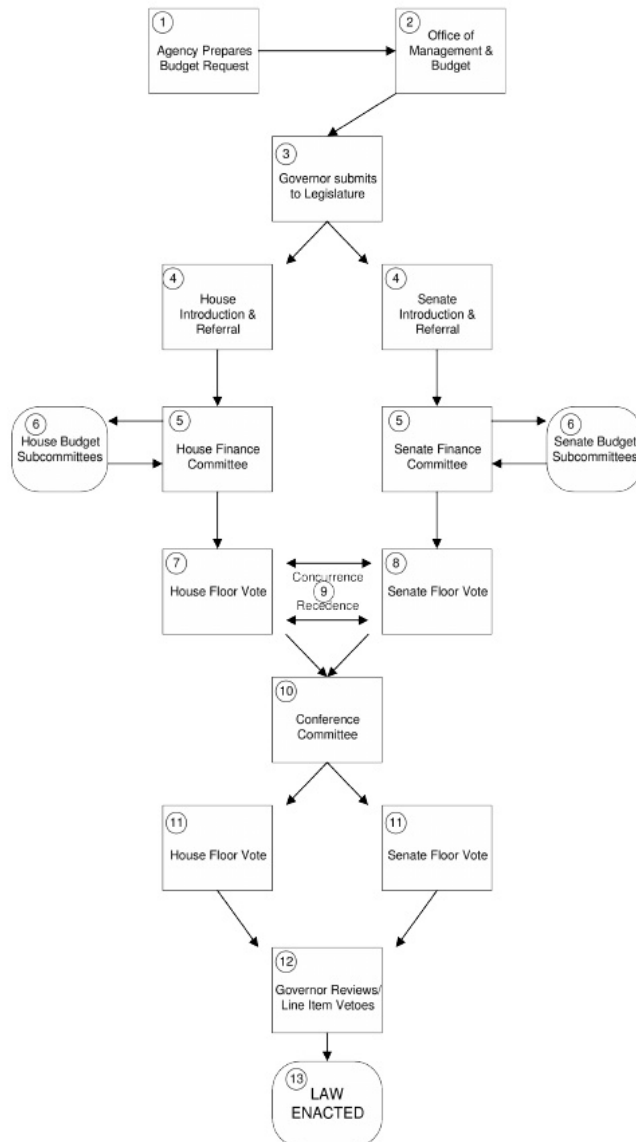 1
Agency Prepares
Budget Request
2
Office of
Management &
Budget
3
Governor submits
to Legislature
4
House
Introduction &
Referral
4
Senate
Introduction &
Referral
6
House Budget
Subcommittees
5
House Finance
Committee
5
Senate Finance
Committee
6
Senate Budget
Subcommittees
7
House Floor Vote
Concurrence
9
Recedence
8
Senate Floor Vote
10
Conference
Committee
11
House Floor Vote
11
Senate Floor Vote
12
Governor Reviews/
Line Item Vetoes
13
LAW
ENACTED